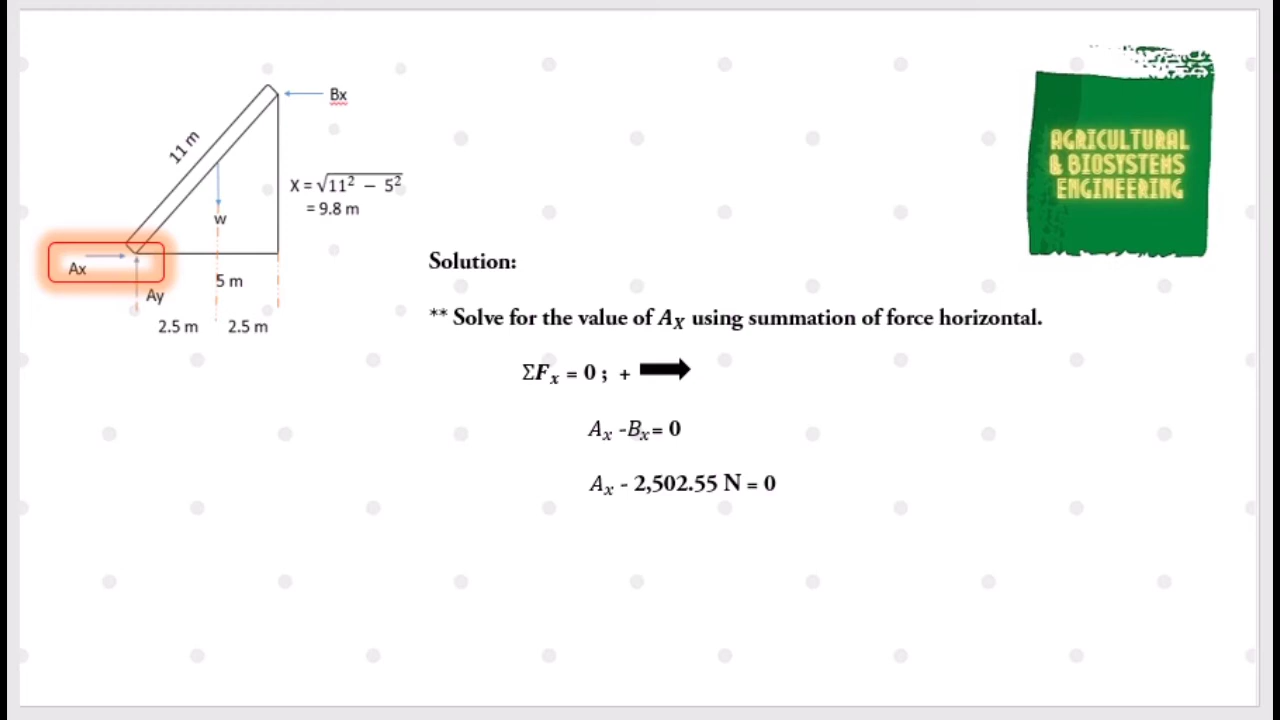 Bx
11 m
X = √11² − 5²
= 9.8 m
w
Ax
5 m
Ay
2.5 m 2.5 m
AGRICULTURAL
& BIOSYSTEMS
ENGINEERING
Solution:
** Solve for the value of Aₓ using summation of force horizontal.
ΣFₓ = 0 ; +
Aₓ -Bₓ= 0
Aₓ - 2,502.55 N = 0